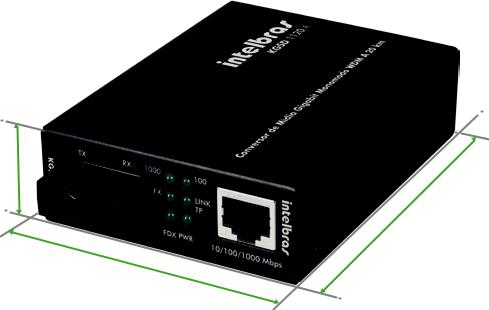 intelbras
KGSD 1120 A
Conversor de Mídia Gigabit Monomodo WDM A 20 km
KG-
TX
RX
1000
100
FX
LINK
TP
FDX PWR
intelbras
10/100/1000 Mbps